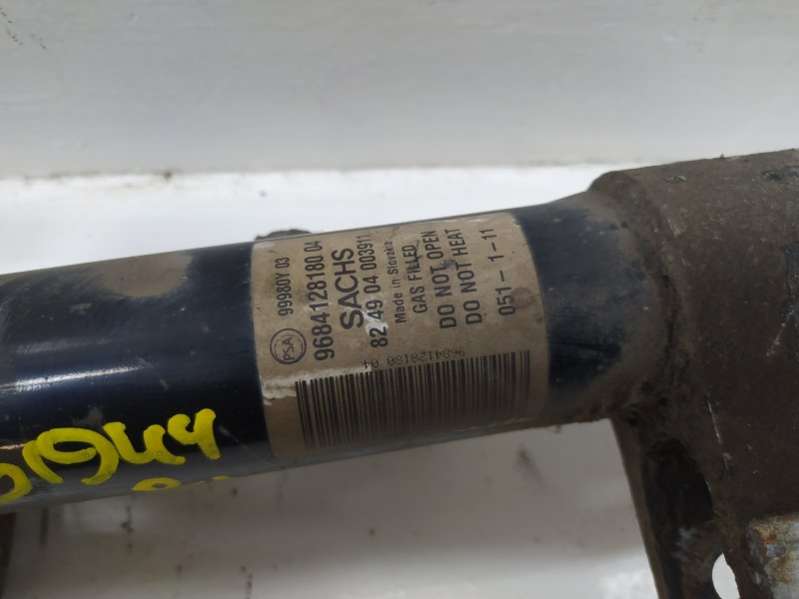 PSA
99980Y 03
9684128180 04
SACHS
82 49 04 003911
Made in Slovakia
GAS FILLED
DO NOT OPEN
DO NOT HEAT
051-1-11
9684128180 04